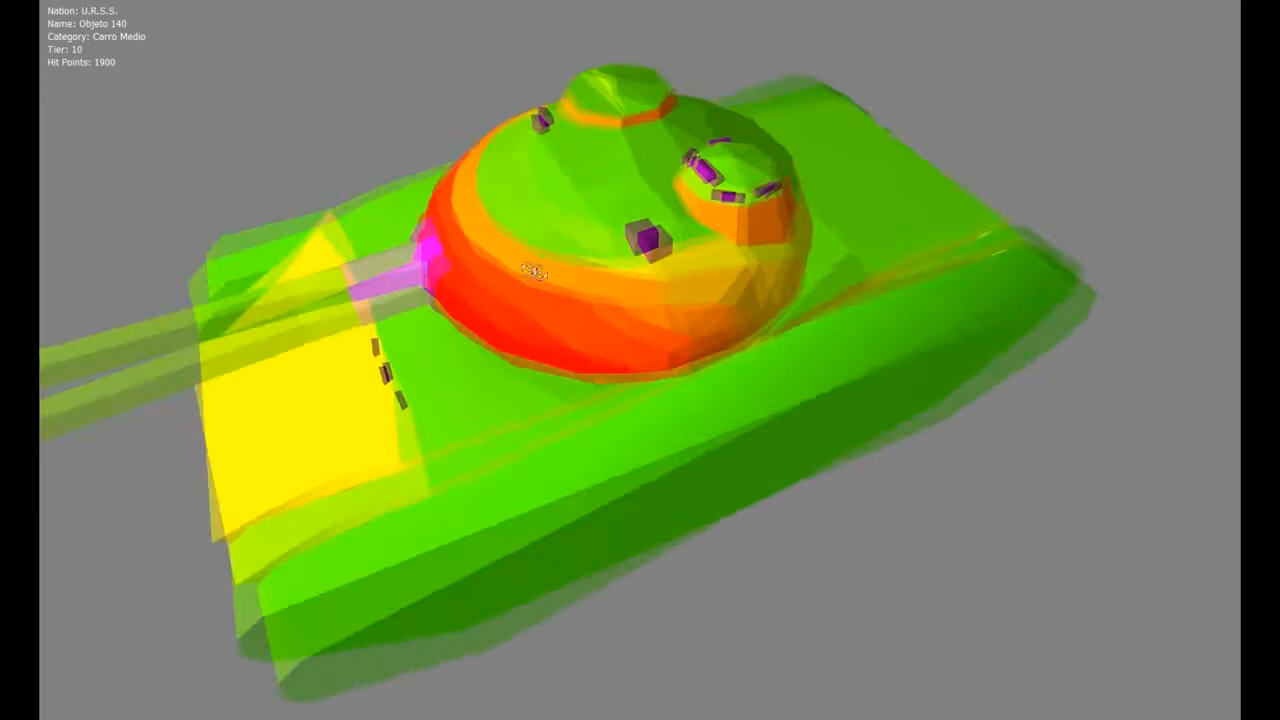 Nation: U.R.S.S.
Name: Objeto 140
Category: Carro Medio
Tier: 10
Hit Points: 1900